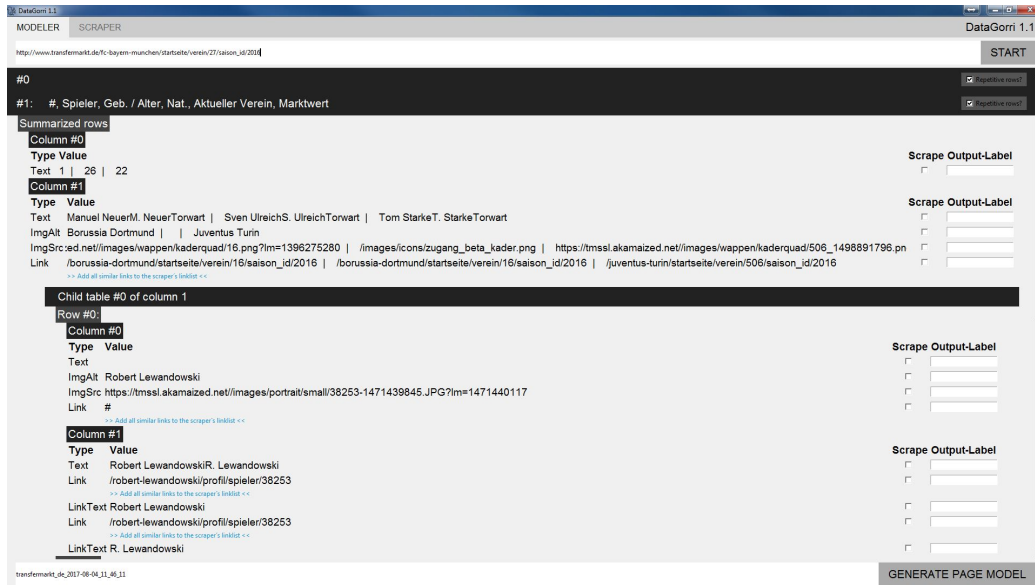 DataGorri 1.1
MODELER SCRAPER DataGorri 1.1
http://www.transfermarkt.de/fc-bayern-munchen/startseite/verein/27/saison_id/2016 START
#0 Repetitive rows?
#1: #, Spieler, Geb. / Alter, Nat., Aktueller Verein, Marktwert Repetitive rows?
Summarized rows
Column #0
Type Value Scrape Output-Label
Text 1 | 26 | 22
Column #1
Type Value Scrape Output-Label
Text Manuel NeuerM. NeuerTorwart | Sven UlreichS. UlreichTorwart | Tom StarkeT. StarkeTorwart
ImgAlt Borussia Dortmund | | Juventus Turin
ImgSrc :ed.net//images/wappen/kaderquad/16.png?lm=1396275280 | /images/icons/zugang_beta_kader.png | https://tmssl.akamaized.net//images/wappen/kaderquad/506_1498891796.pn
Link /borussia-dortmund/startseite/verein/16/saison_id/2016 | /borussia-dortmund/startseite/verein/16/saison_id/2016 | /juventus-turin/startseite/verein/506/saison_id/2016
>> Add all similar links to the scraper's linklist <<
Child table #0 of column 1
Row #0:
Column #0
Type Value Scrape Output-Label
Text
ImgAlt Robert Lewandowski
ImgSrc https://tmssl.akamaized.net//images/portrait/small/38253-1471439845.JPG?lm=1471440117
Link #
>> Add all similar links to the scraper's linklist <<
Column #1
Type Value Scrape Output-Label
Text Robert LewandowskiR. Lewandowski
Link /robert-lewandowski/profil/spieler/38253
>> Add all similar links to the scraper's linklist <<
LinkText Robert Lewandowski
Link /robert-lewandowski/profil/spieler/38253
>> Add all similar links to the scraper's linklist <<
LinkText R. Lewandowski
transfermarkt_de_2017-08-04_11_46_11 GENERATE PAGE MODEL